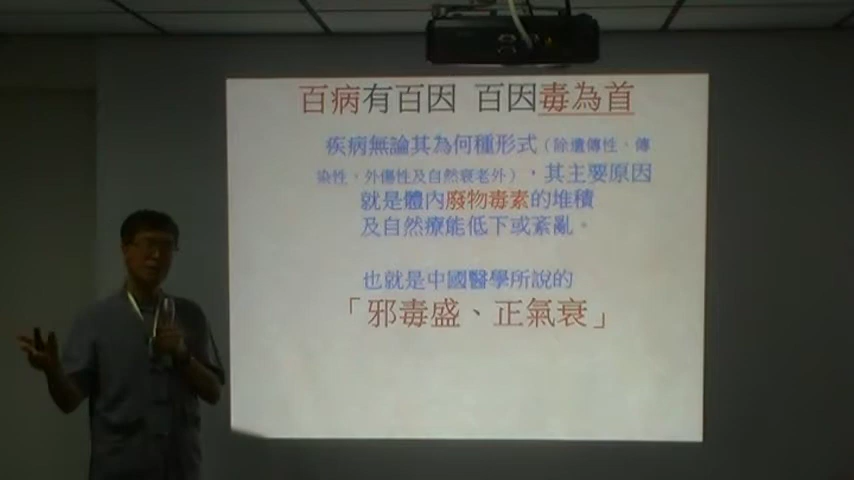 百病有百因 百因毒為首
疾病無論其為何種形式（除遺傳性、傳
染性、外傷性及自然衰老外），其主要原因
就是體內廢物毒素的堆積
及自然療能低下或紊亂。
也就是中國醫學所說的
「邪毒盛、正氣衰」